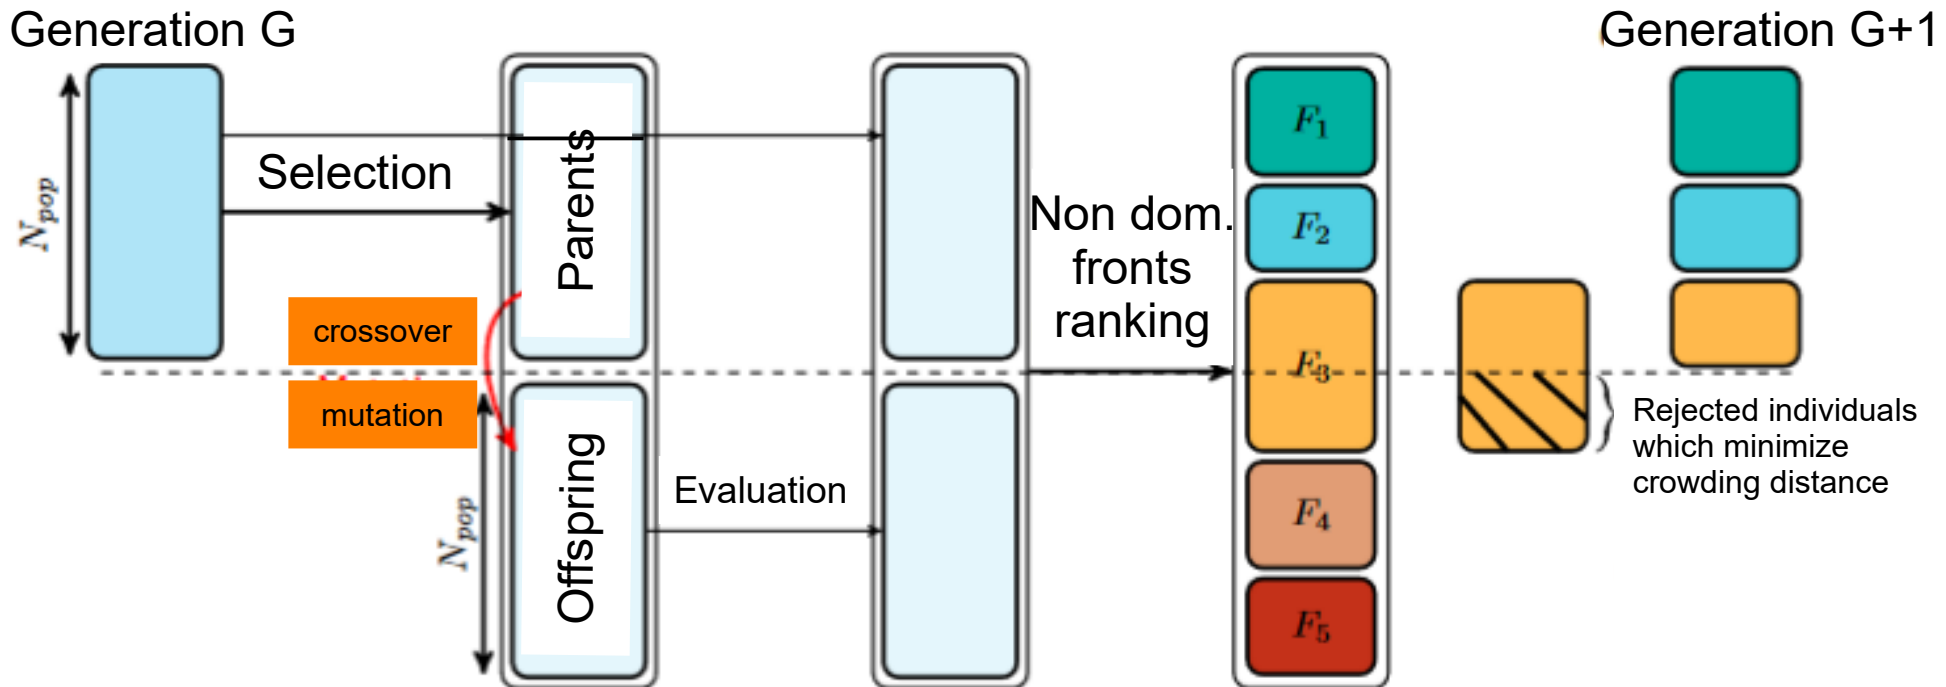 Generation G
Generation G+1
N_pop
Selection
Parents
crossover
mutation
Non dom.
fronts
ranking
F_1
F_2
F_3
F_4
F_5
N_pop
Offspring
Evaluation
Rejected individuals
which minimize
crowding distance